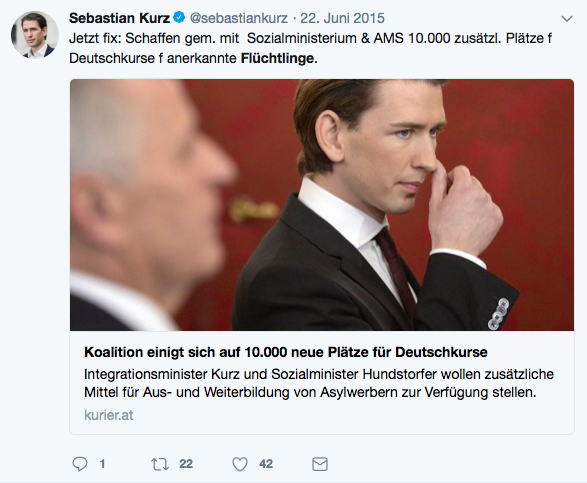 Sebastian Kurz @sebastiankurz · 22. Juni 2015
Jetzt fix: Schaffen gem. mit Sozialministerium & AMS 10.000 zusätzl. Plätze f
Deutschkurse f anerkannte Flüchtlinge.
Koalition einigt sich auf 10.000 neue Plätze für Deutschkurse
Integrationsminister Kurz und Sozialminister Hundstorfer wollen zusätzliche
Mittel für Aus- und Weiterbildung von Asylwerbern zur Verfügung stellen.
kurier.at
1 22 42